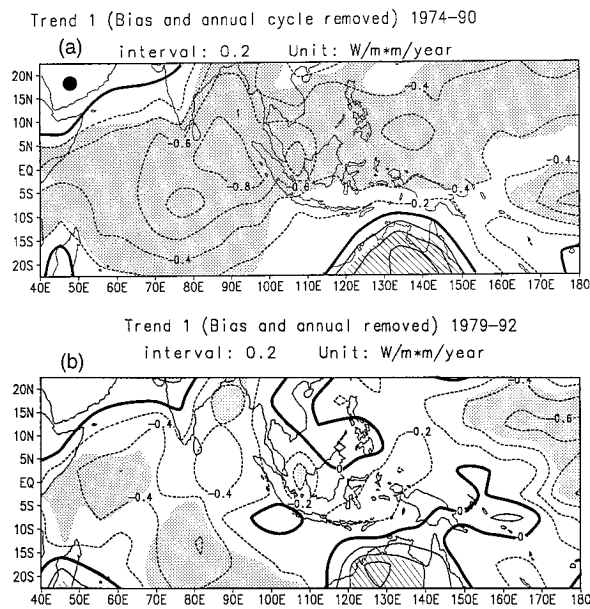 Trend 1 (Bias and annual cycle removed) 1974-90
(a)
interval: 0.2 Unit: W/m*m/year
20N
15N
10N
5N
EQ
5S
10S
15S
20S
-0.4
-0.6
1
-0.8
-0.6
-0.4
-0.4
-0.2
-0.4
40E 50E 60E 70E 80E 90E 100E 110E 120E 130E 140E 150E 160E 170E 180
Trend 1 (Bias and annual removed) 1979-92
(b)
interval: 0.2 Unit: W/m*m/year
20N
15N
10N
5N
EQ
5S
10S
15S
20S
-0.4
-0.4
-0.6
-0.2
0
-0.4
-0.4
0.2
0
0
0
40E 50E 60E 70E 80E 90E 100E 110E 120E 130E 140E 150E 160E 170E 180